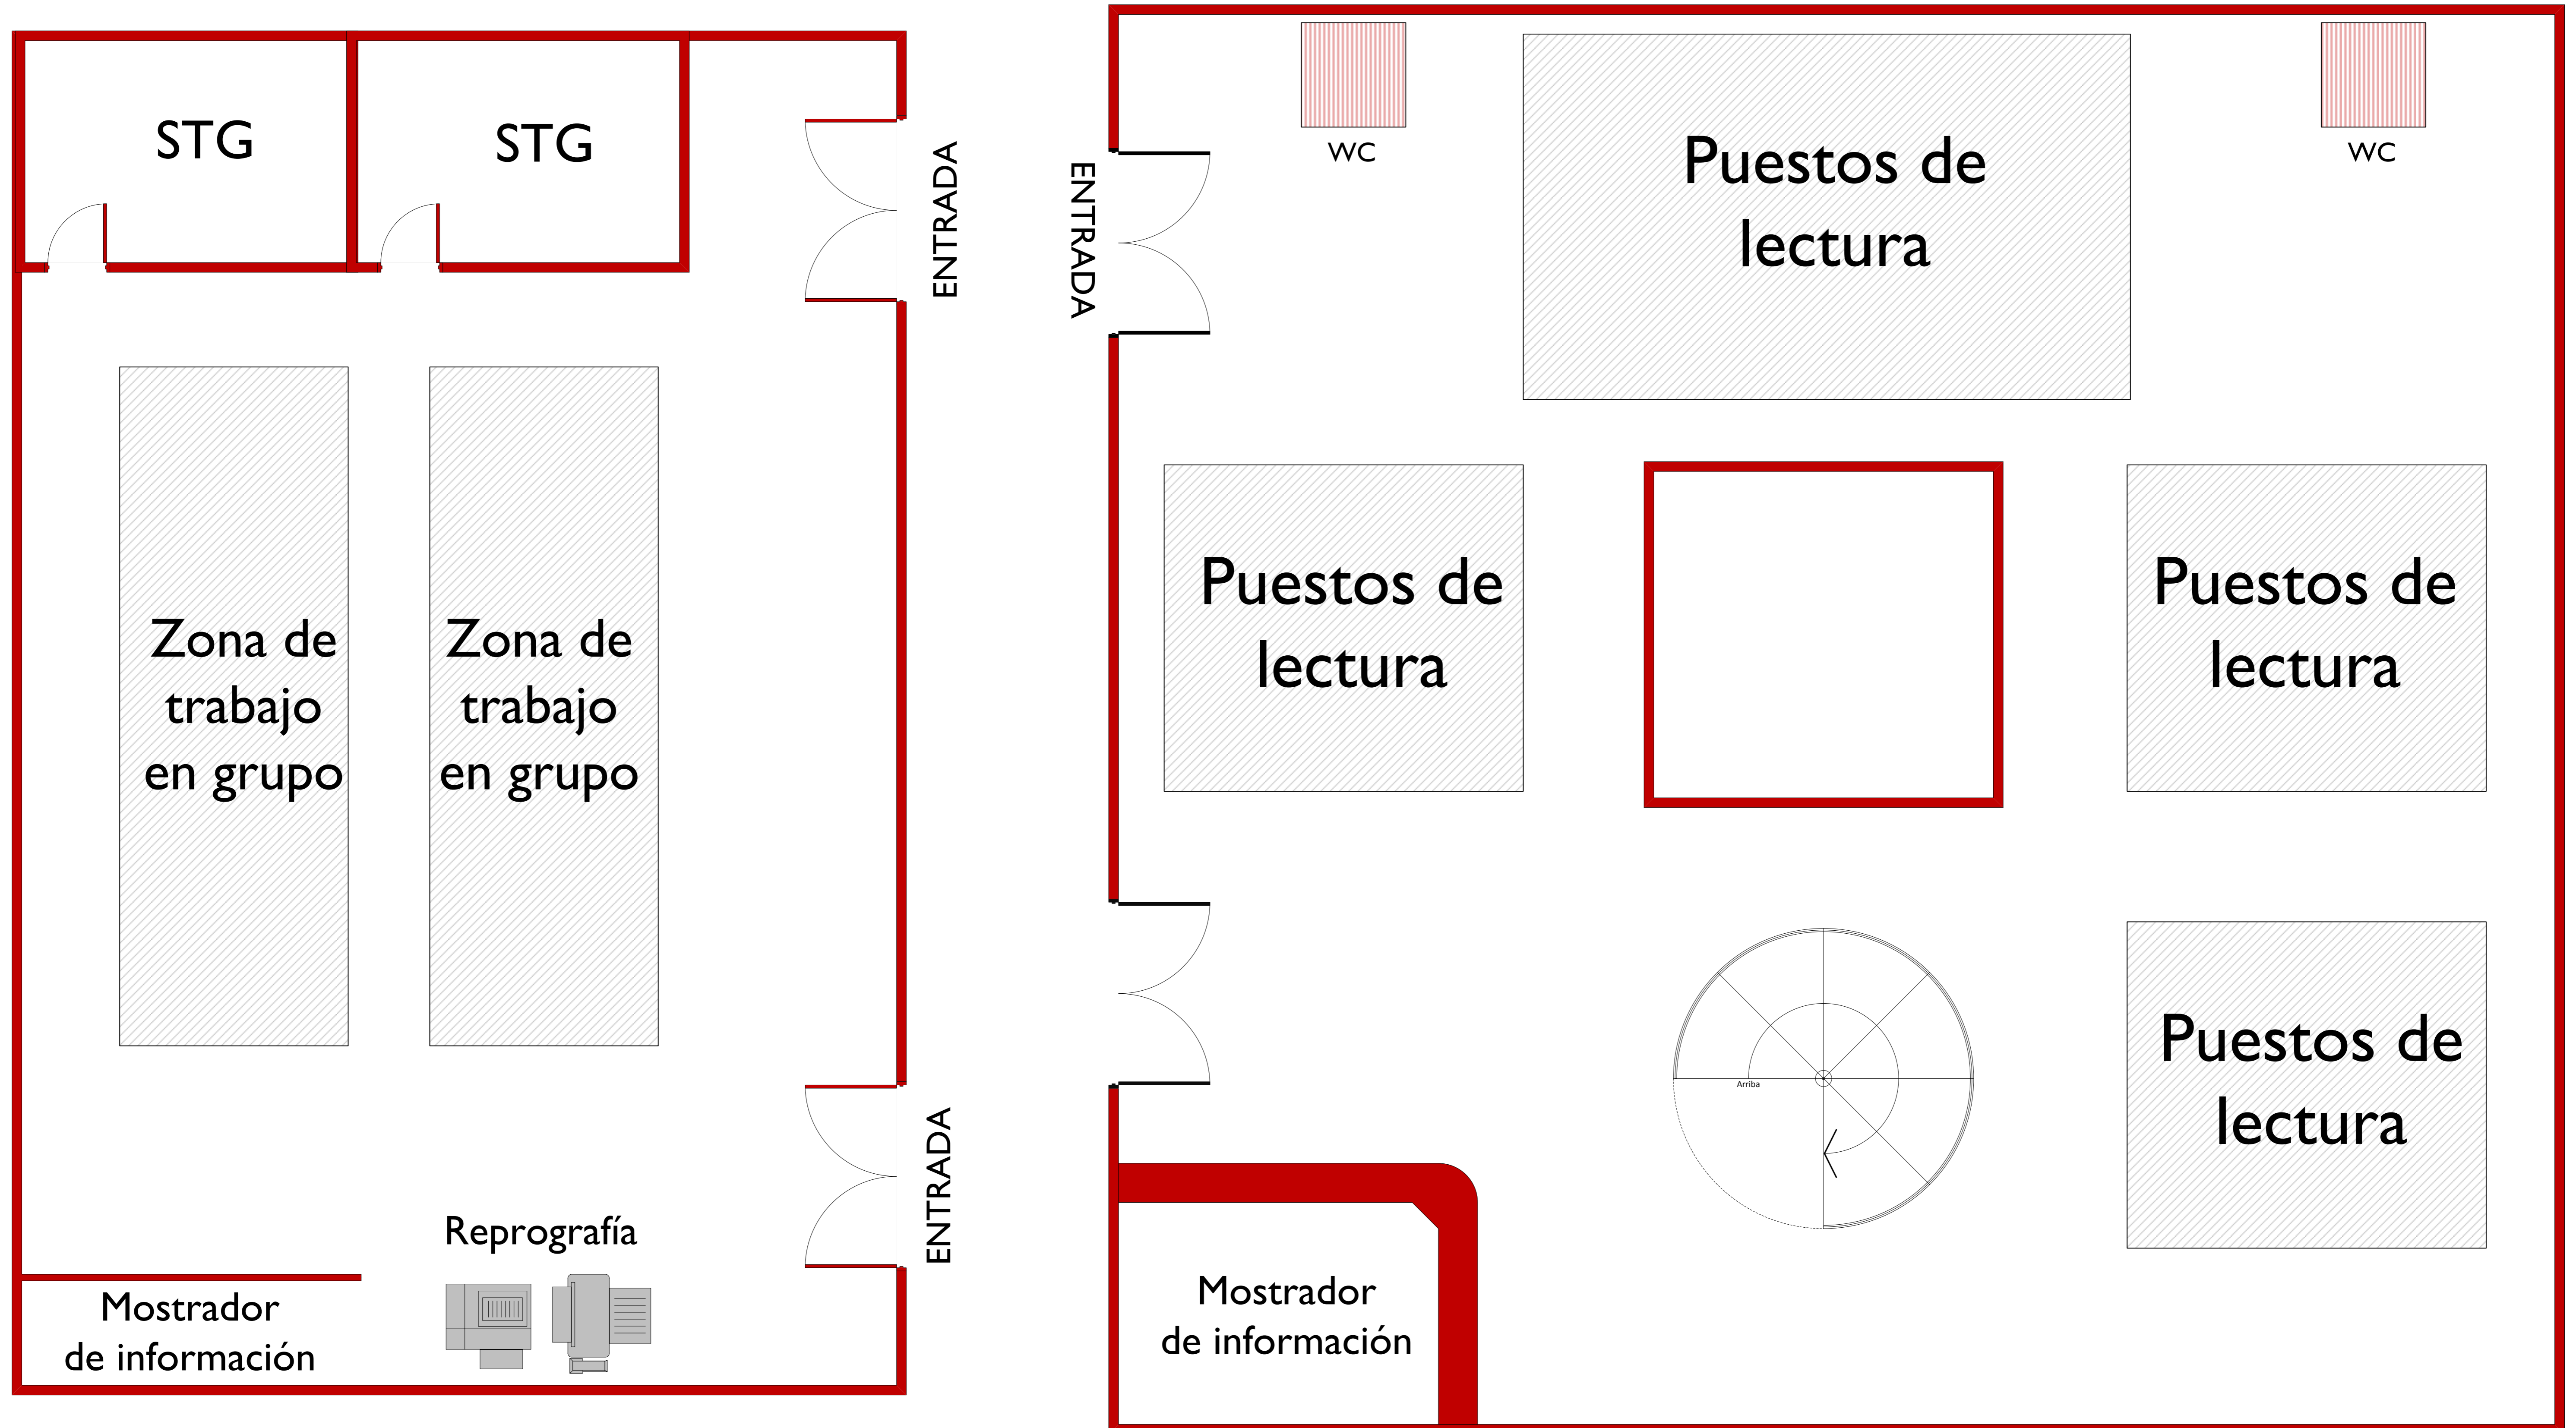 STG
STG
ENTRADA
Zona de
trabajo
en grupo
Zona de
trabajo
en grupo
ENTRADA
Reprografía
Mostrador
de información
ENTRADA
WC
Puestos de
lectura
WC
Puestos de
lectura
Puestos de
lectura
Arriba
Puestos de
lectura
Mostrador
de información